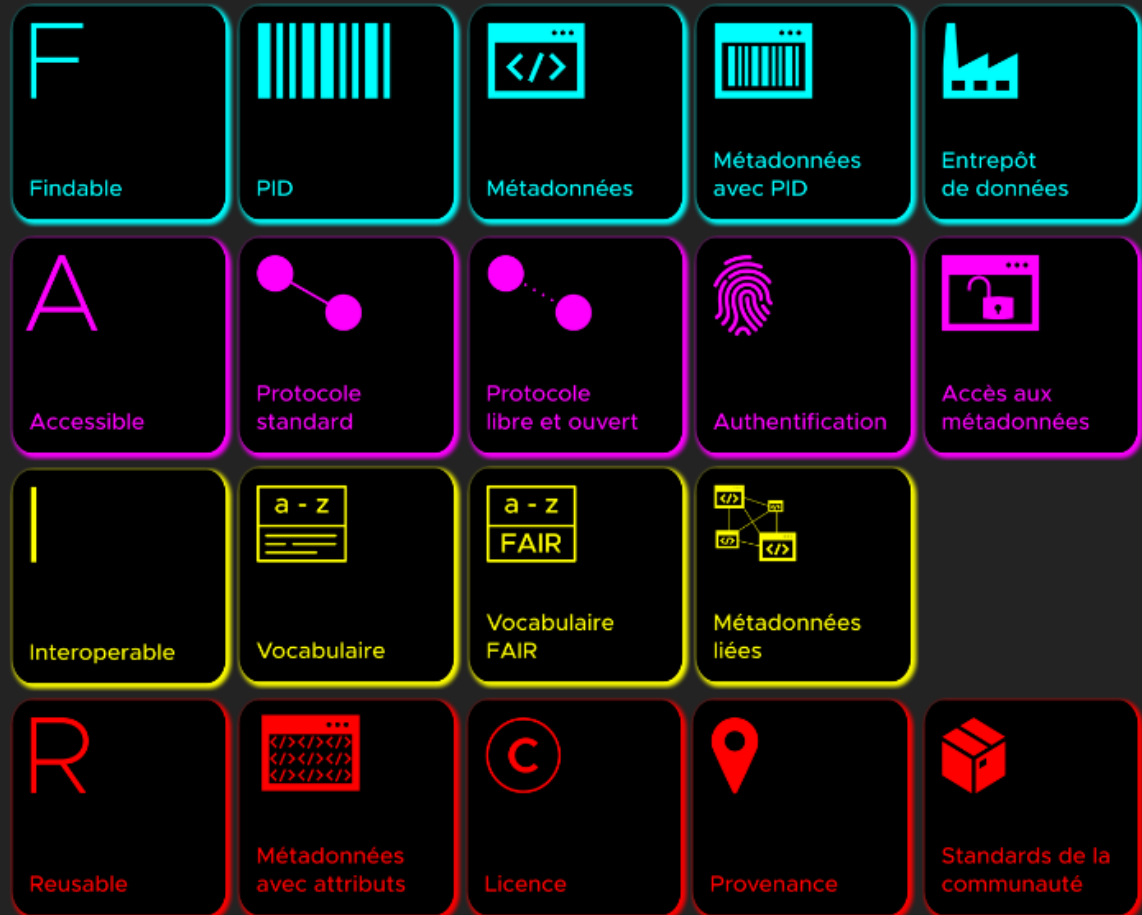 F
Findable
PID
</>
Métadonnées
Métadonnées
avec PID
Entrepôt
de données
A
Accessible
Protocole
standard
Protocole
libre et ouvert
Authentification
Accès aux
métadonnées
I
Interoperable
a - z
Vocabulaire
a - z
FAIR
Vocabulaire
FAIR
</>
</>
</>
</>
Métadonnées
liées
R
Reusable
</></></>
</></></>
</></></>
Métadonnées
avec attributs
C
Licence
Provenance
Standards de la
communauté